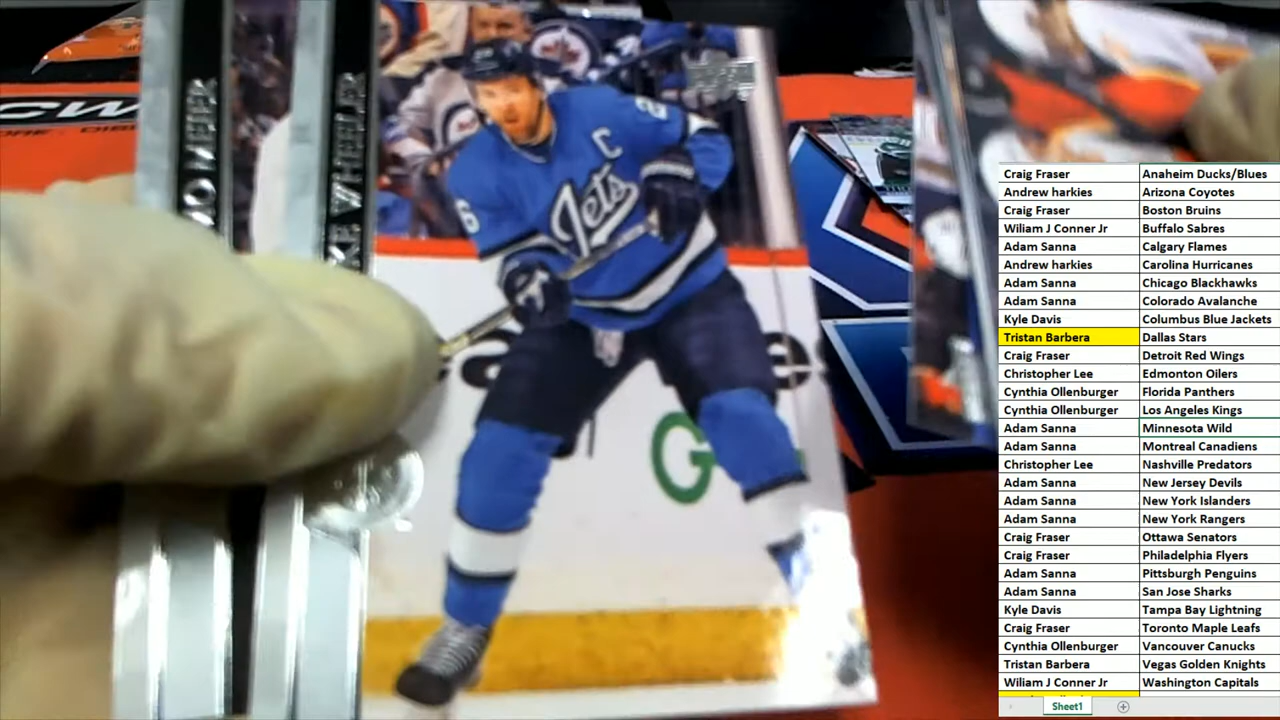 CW
DIS
MEIER
KE WHEELER
C
Jets
G
Craig Fraser Anaheim Ducks/Blues
Andrew harkies Arizona Coyotes
Craig Fraser Boston Bruins
Wiliam J Conner Jr Buffalo Sabres
Adam Sanna Calgary Flames
Andrew harkies Carolina Hurricanes
Adam Sanna Chicago Blackhawks
Adam Sanna Colorado Avalanche
Kyle Davis Columbus Blue Jackets
Tristan Barbera Dallas Stars
Craig Fraser Detroit Red Wings
Christopher Lee Edmonton Oilers
Cynthia Ollenburger Florida Panthers
Cynthia Ollenburger Los Angeles Kings
Adam Sanna Minnesota Wild
Adam Sanna Montreal Canadiens
Christopher Lee Nashville Predators
Adam Sanna New Jersey Devils
Adam Sanna New York Islanders
Adam Sanna New York Rangers
Craig Fraser Ottawa Senators
Craig Fraser Philadelphia Flyers
Adam Sanna Pittsburgh Penguins
Adam Sanna San Jose Sharks
Kyle Davis Tampa Bay Lightning
Craig Fraser Toronto Maple Leafs
Cynthia Ollenburger Vancouver Canucks
Tristan Barbera Vegas Golden Knights
Wiliam J Conner Jr Washington Capitals
Sheet1